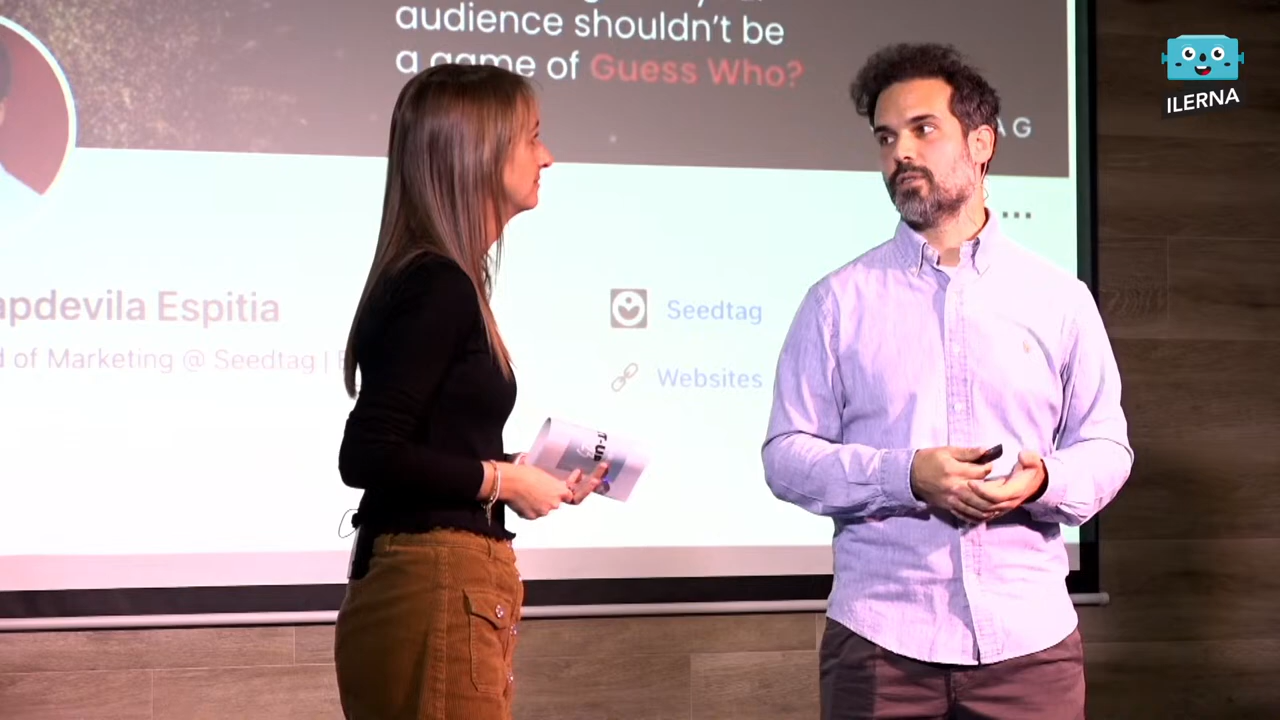 audience shouldn't be
a game of Guess Who?
ILERNA
A G
apdevila Espitia
d of Marketing @ Seedtag |
Seedtag
Websites